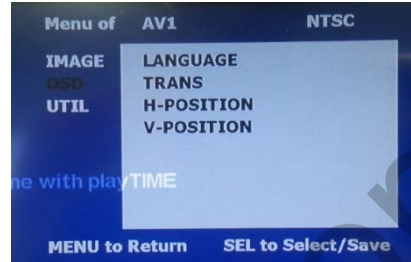 Menu of AV1 NTSC
IMAGE LANGUAGE
OSD TRANS
UTIL H-POSITION
V-POSITION
me with playTIME
MENU to Return SEL to Select/Save